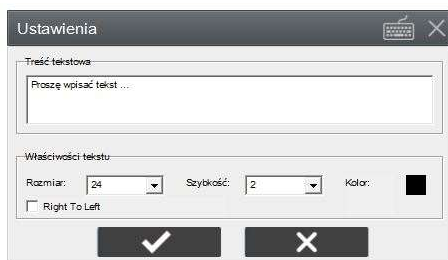 Ustawienia
Treść tekstowa
Proszę wpisać tekst ...
Właściwości tekstu
Rozmiar: 24 Szybkość: 2 Kolor:
Right To Left